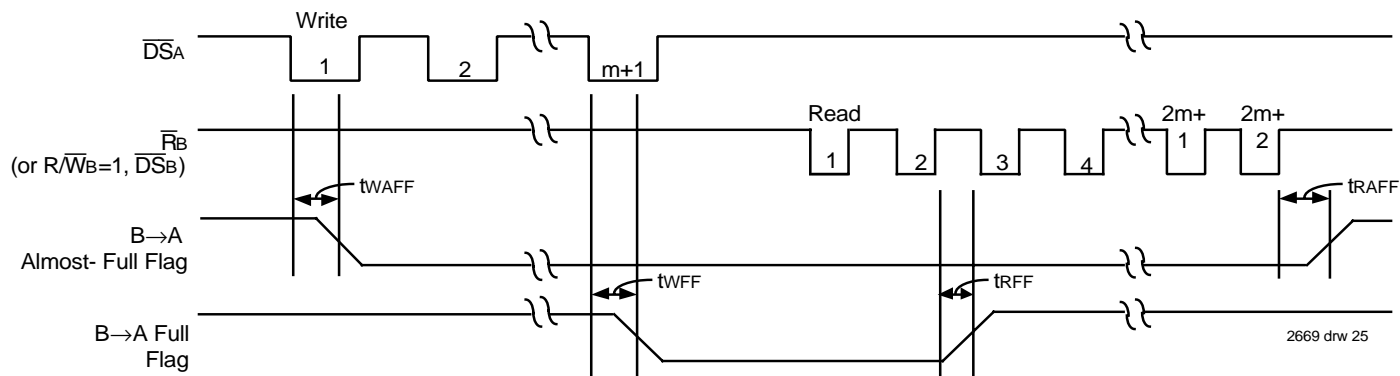 Write
DSA
1
2
m+1
Read
2m+
2m+
RB
(or R/WB=1, DSB)
1
2
3
4
1
2
tWAFF
tRAFF
B→A
Almost- Full Flag
tWFF
tRFF
B→A Full
Flag
2669 drw 25